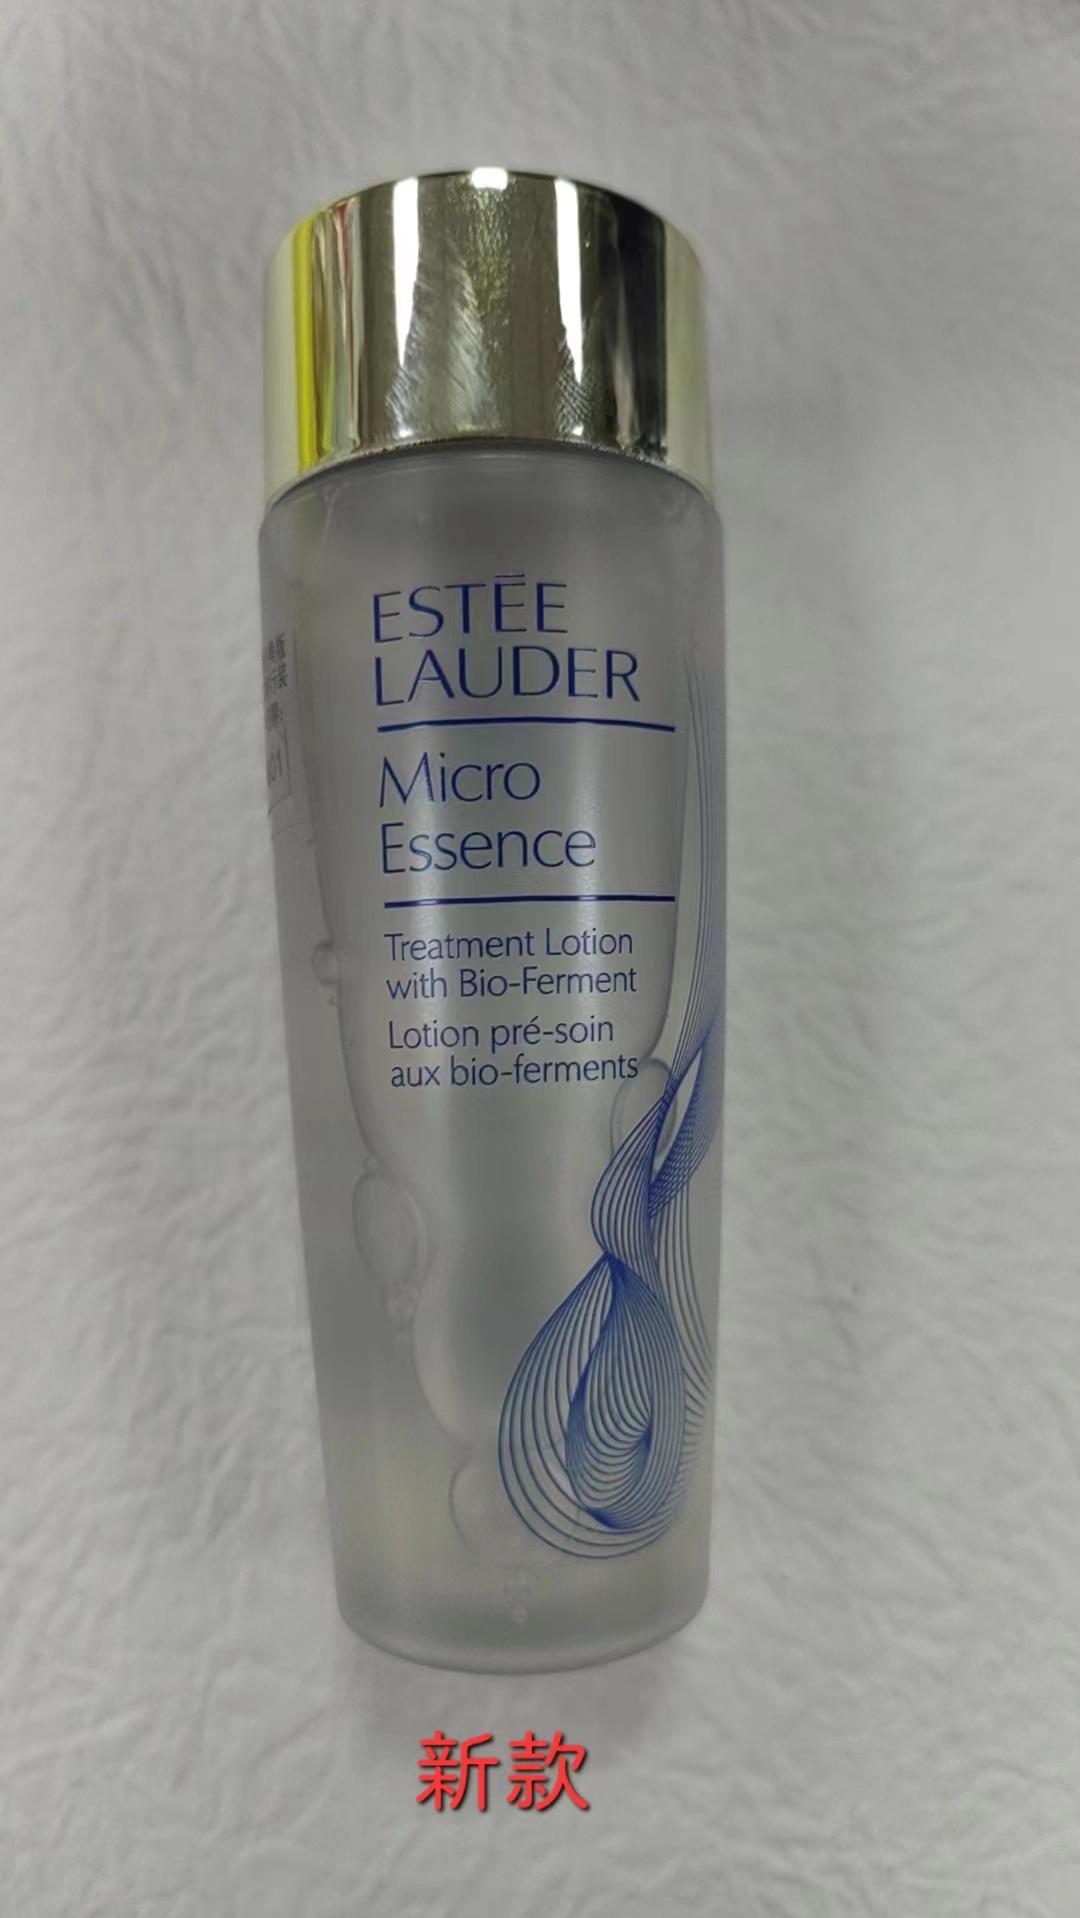 ESTĒE
LAUDER
Micro
Essence
Treatment Lotion
with Bio-Ferment
Lotion pré-soin
aux bio-ferments
新款